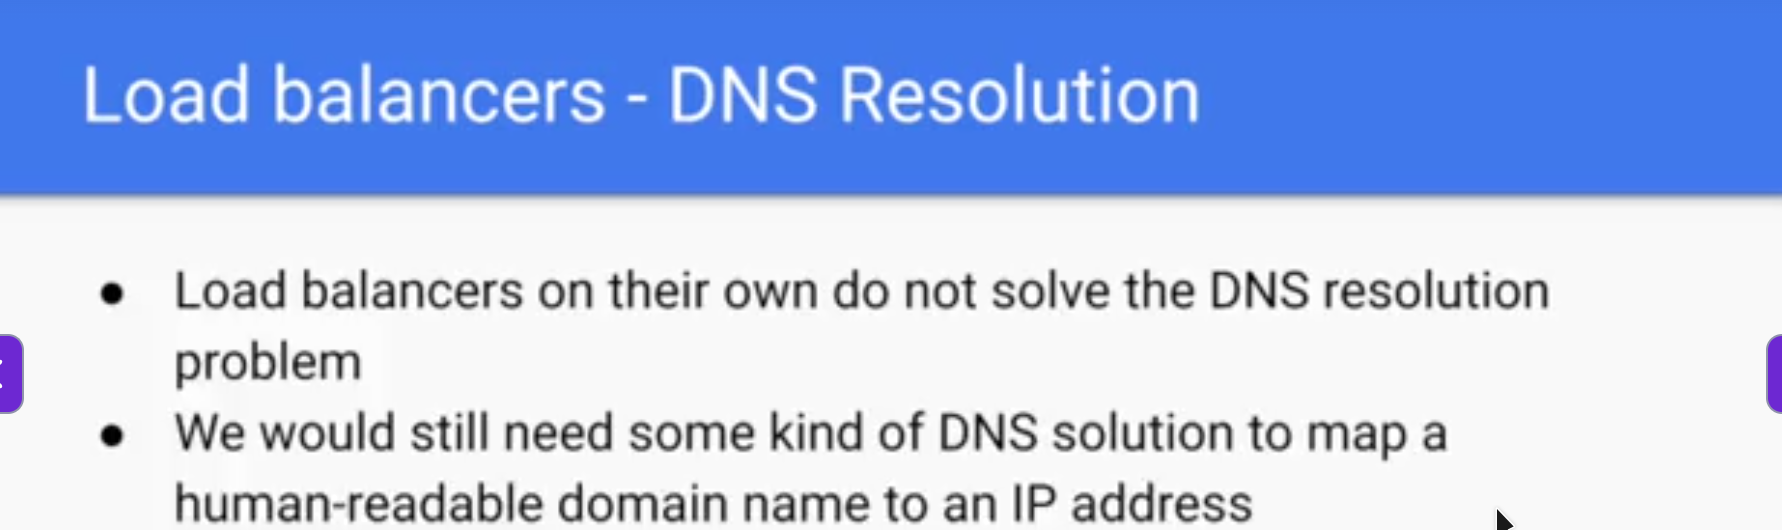 Load balancers - DNS Resolution
● Load balancers on their own do not solve the DNS resolution
problem
● We would still need some kind of DNS solution to map a
human-readable domain name to an IP address